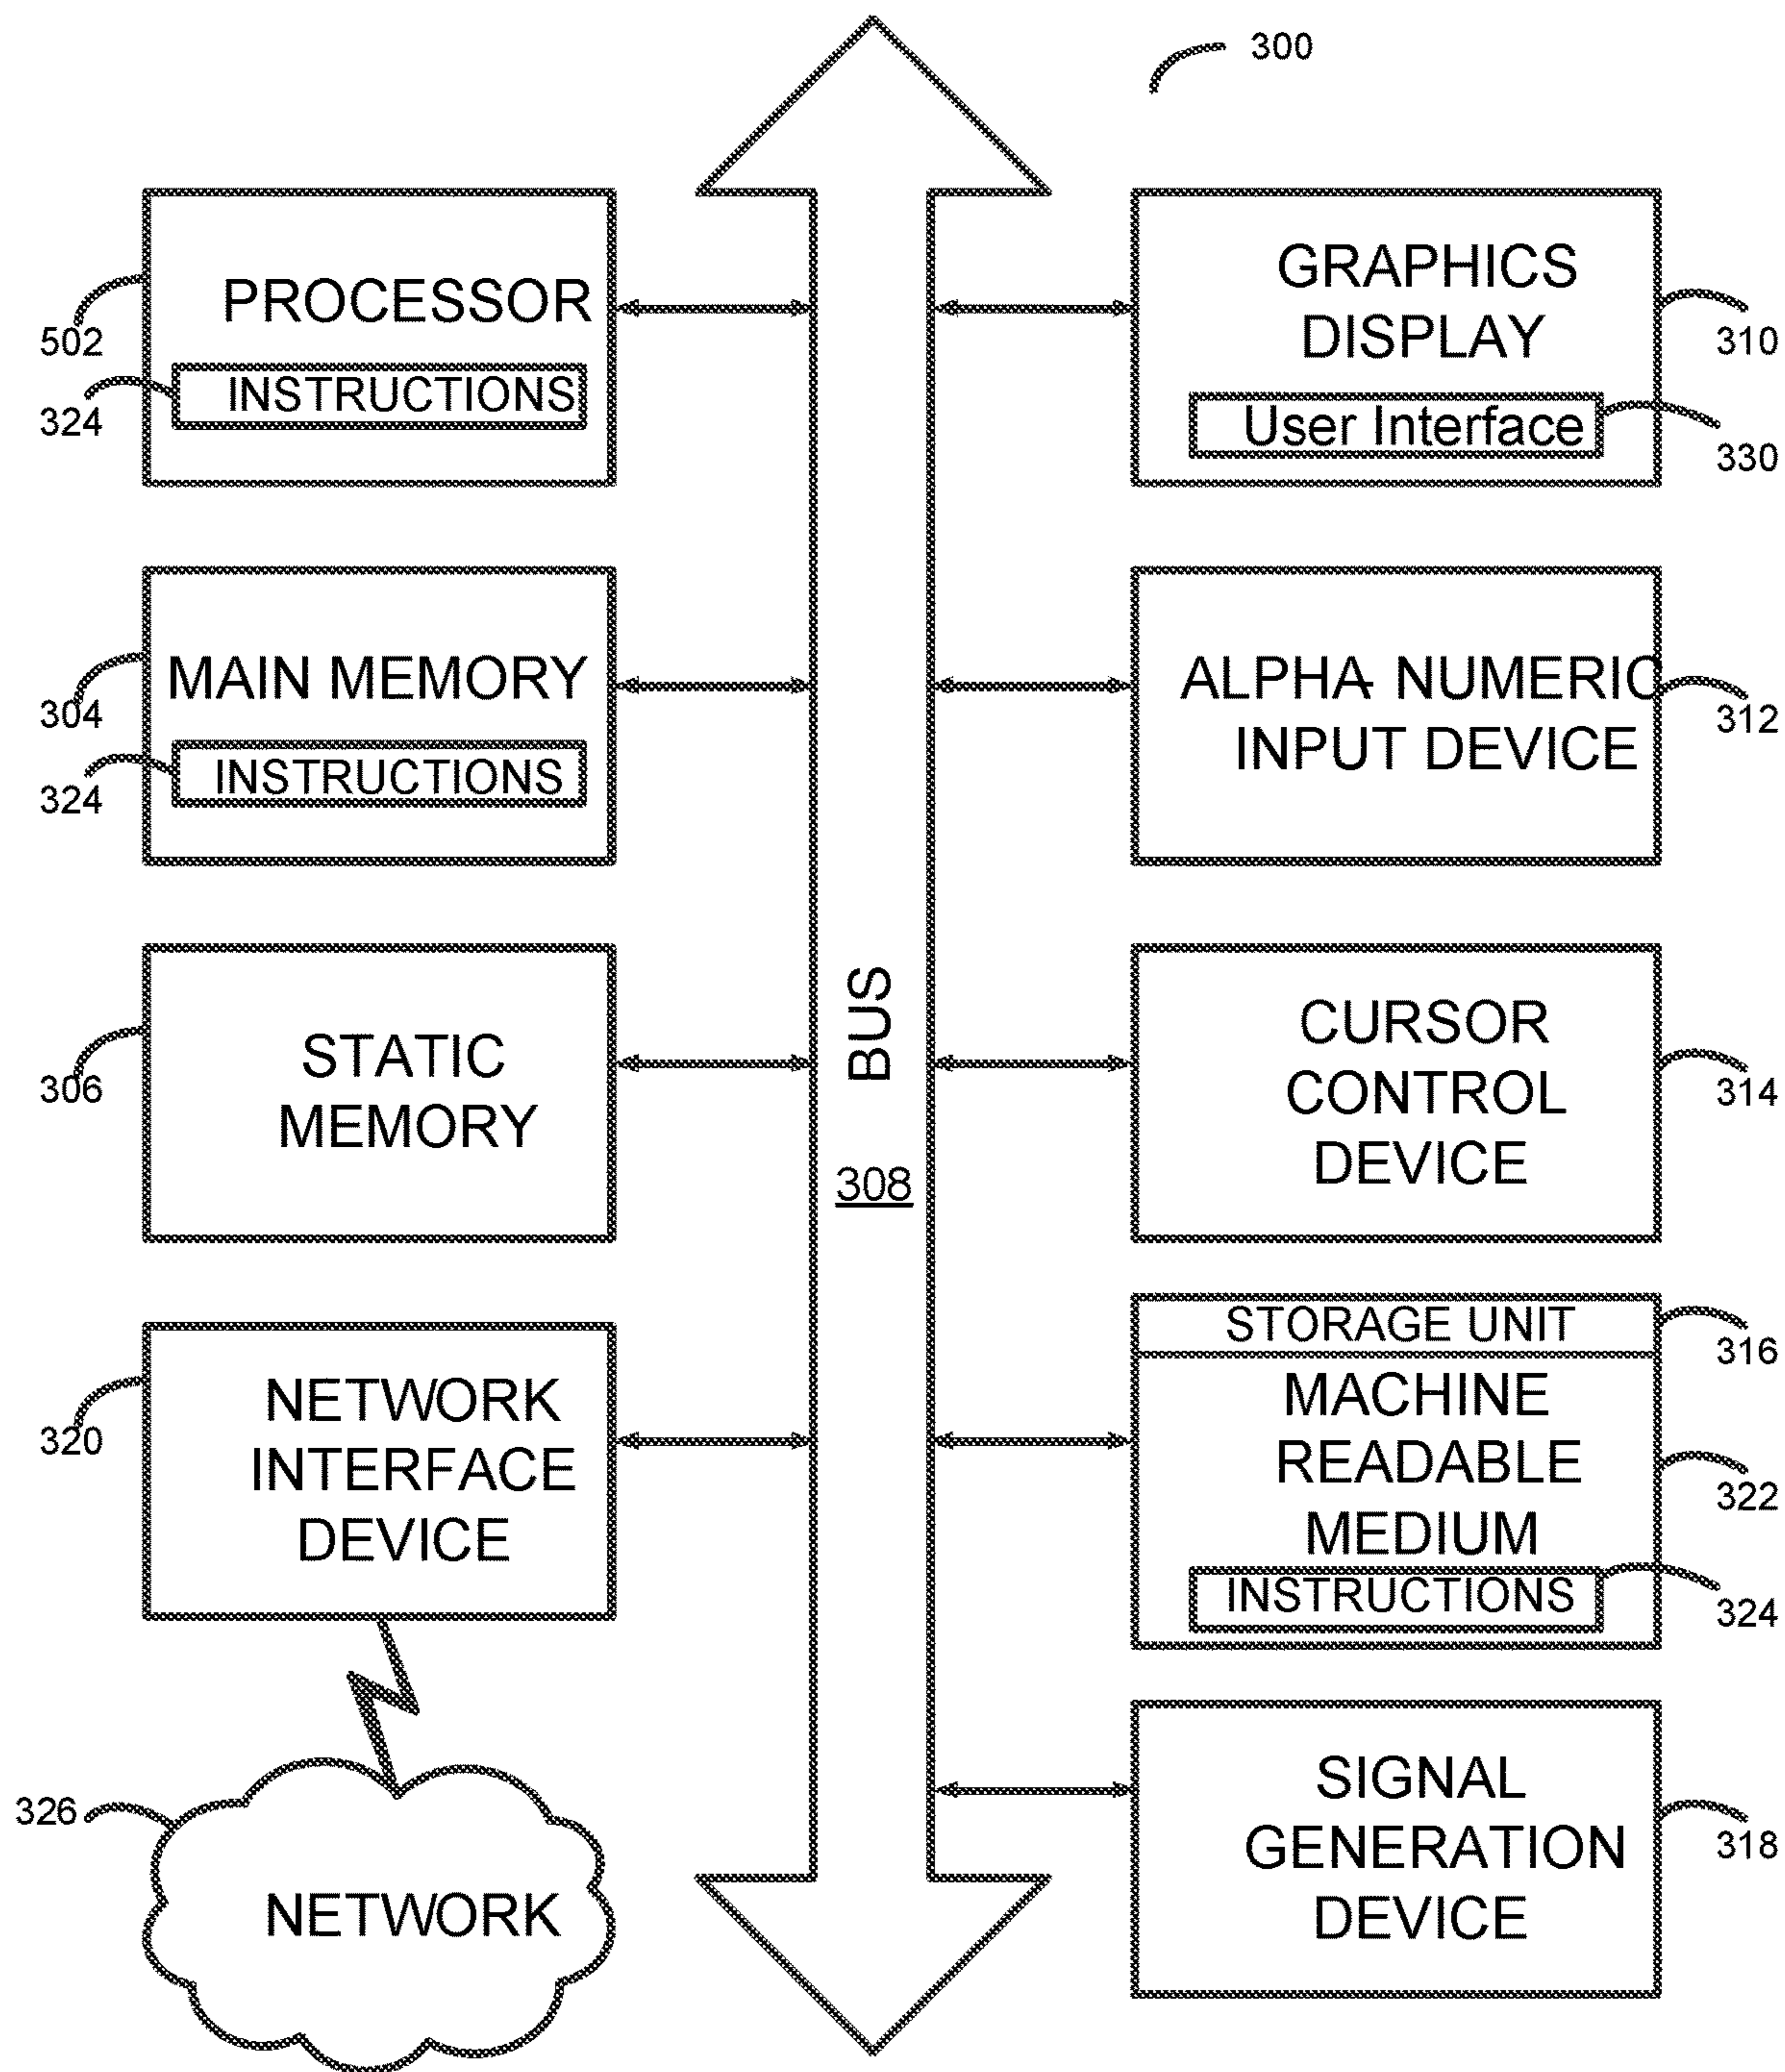 300
PROCESSOR
502
INSTRUCTIONS
324
MAIN MEMORY
304
INSTRUCTIONS
324
STATIC
MEMORY
306
NETWORK
INTERFACE
DEVICE
320
326
NETWORK
BUS
308
GRAPHICS
DISPLAY
310
User Interface
330
ALPHA- NUMERIC
INPUT DEVICE
312
CURSOR
CONTROL
DEVICE
314
STORAGE UNIT
316
MACHINE
READABLE
MEDIUM
322
INSTRUCTIONS
324
SIGNAL
GENERATION
DEVICE
318